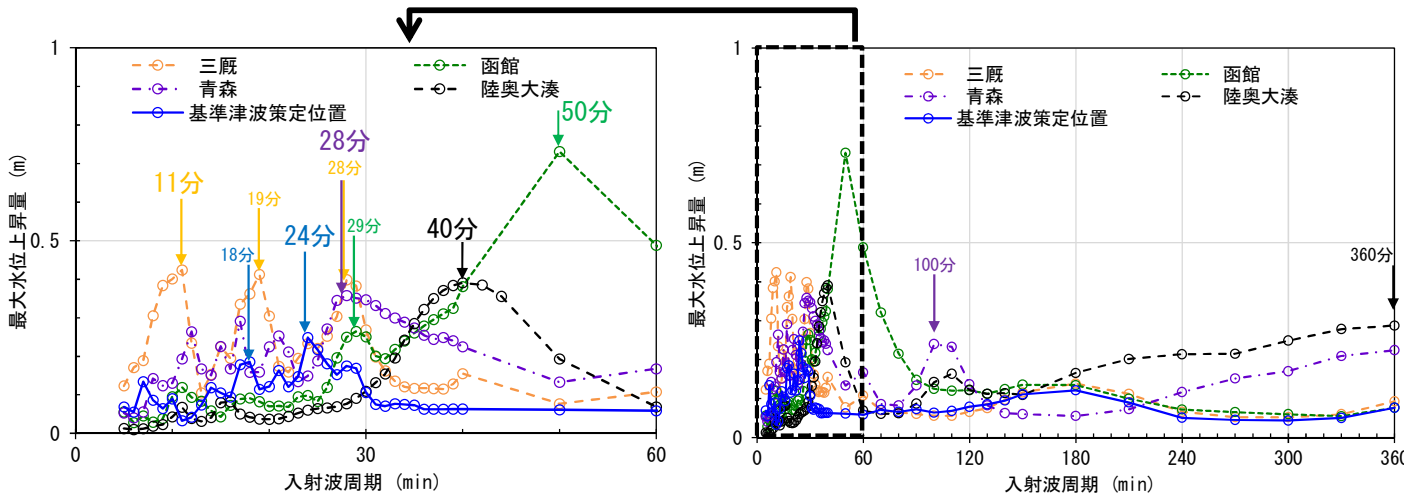 1
0.5
0
最大水位上昇量 (m)
三厩
函館
青森
陸奥大湊
基準津波策定位置
50分
28分
28分
11分
19分
18分
24分
29分
40分
0
30
60
入射波周期 (min)
1
0.5
0
最大水位上昇量 (m)
三厩
函館
青森
陸奥大湊
基準津波策定位置
100分
360分
0
60
120
180
240
300
360
入射波周期 (min)